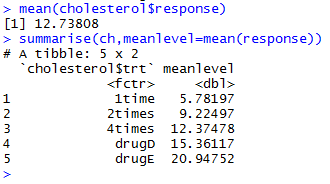 > mean(cholesterol$response)
[1] 12.73808
> summarise(ch,meanlevel=mean(response))
# A tibble: 5 x 2
  `cholesterol$trt` meanlevel
             <fctr>     <dbl>
1             1time   5.78197
2            2times   9.22497
3            4times  12.37478
4             drugD  15.36117
5             drugE  20.94752
>